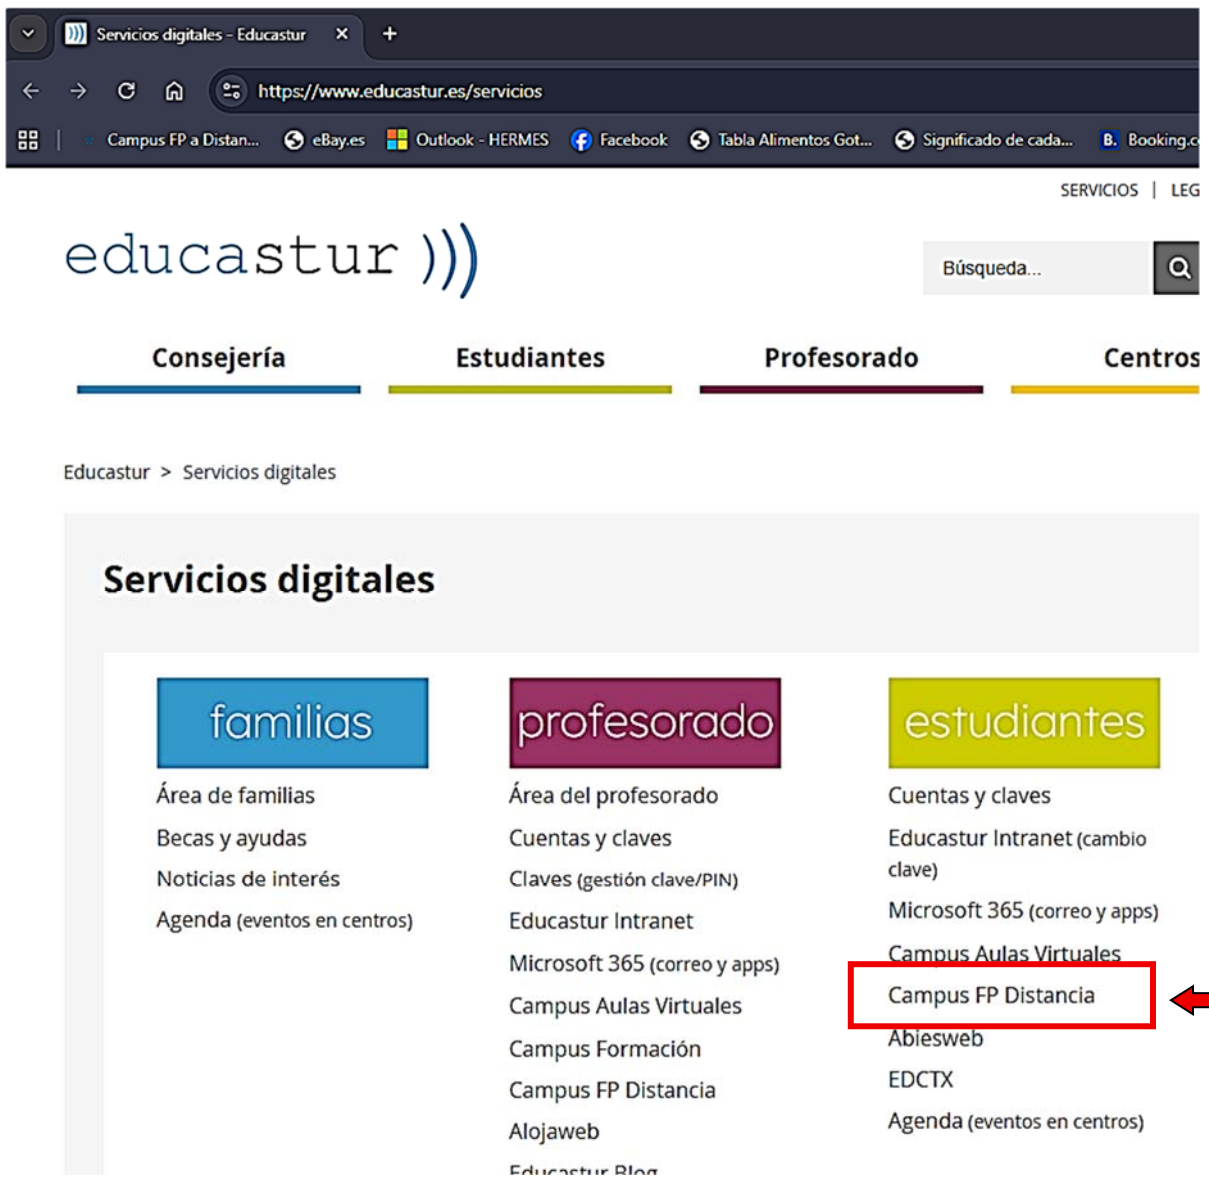 Servicios digitales - Educastur
https://www.educastur.es/servicios
Campus FP a Distan... eBay.es Outlook - HERMES Facebook Tabla Alimentos Got... Significado de cada... B. Booking.c
SERVICIOS | LEG
educastur )))
Búsqueda...
Consejería Estudiantes Profesorado Centros
Educastur > Servicios digitales
Servicios digitales
familias
Área de familias
Becas y ayudas
Noticias de interés
Agenda (eventos en centros)
profesorado
Área del profesorado
Cuentas y claves
Claves (gestión clave/PIN)
Educastur Intranet
Microsoft 365 (correo y apps)
Campus Aulas Virtuales
Campus Formación
Campus FP Distancia
Alojaweb
Educastur Blog
estudiantes
Cuentas y claves
Educastur Intranet (cambio
clave)
Microsoft 365 (correo y apps)
Campus Aulas Virtuales
Campus FP Distancia
Abiesweb
EDCTX
Agenda (eventos en centros)